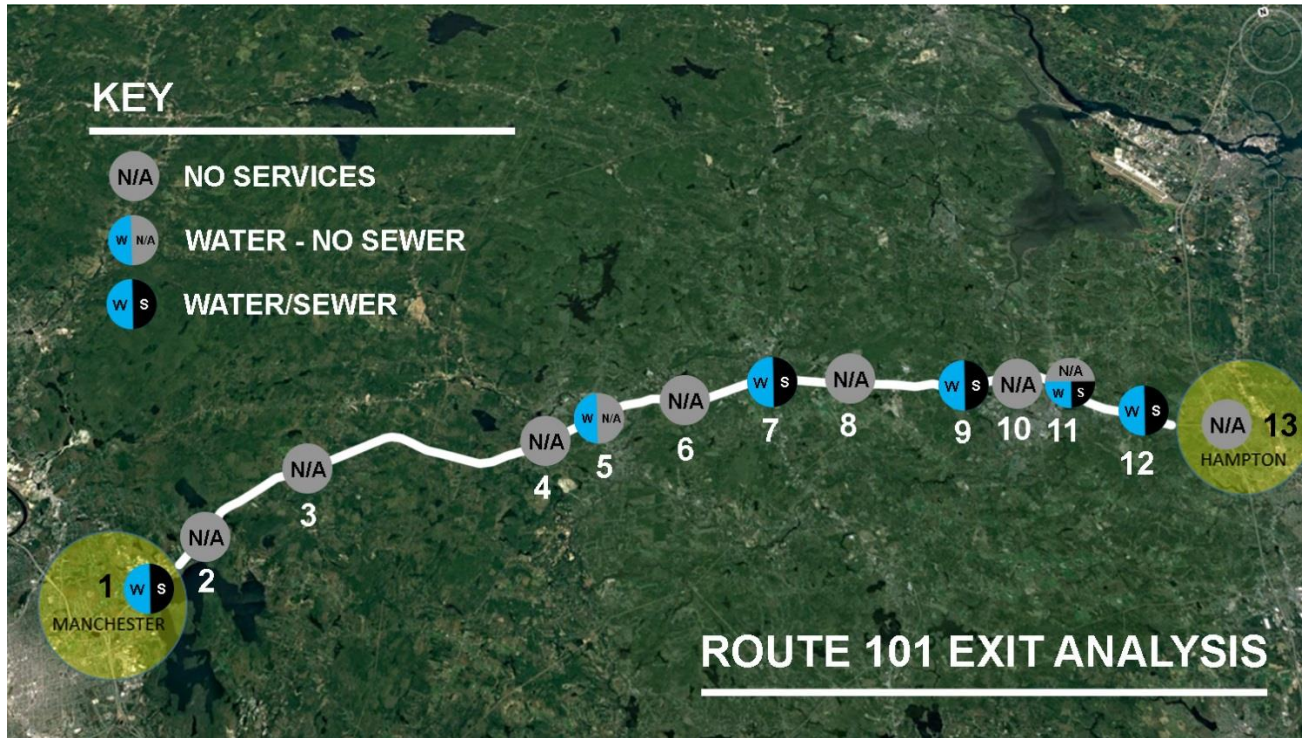 N
KEY
N/A NO SERVICES
W N/A WATER - NO SEWER
W S WATER/SEWER
1 W S
MANCHESTER
N/A
2
N/A
3
N/A
4
W N/A
5
N/A
6
W S
7
N/A
8
W S
9
N/A
10
N/A
W S
11
W S
12
N/A 13
HAMPTON
ROUTE 101 EXIT ANALYSIS